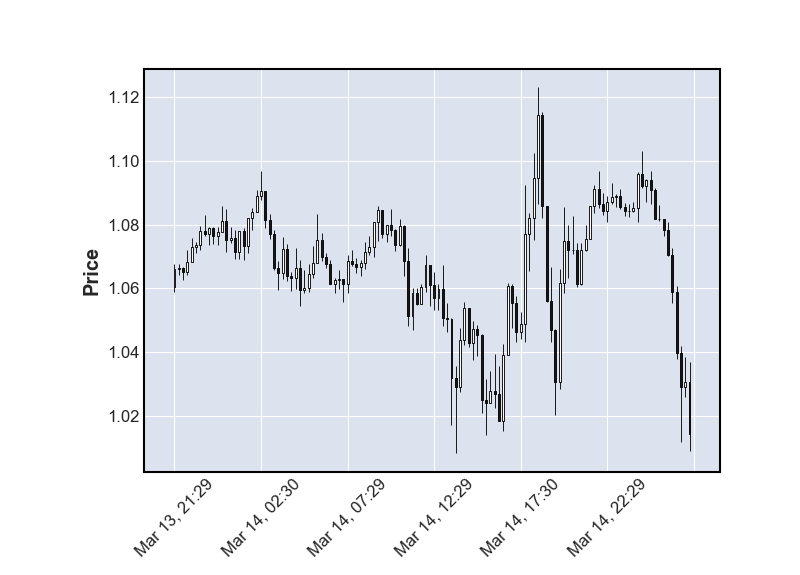 1.12
1.10
1.08
1.06
1.04
1.02
Price
Mar 13, 21:29
Mar 14, 02:30
Mar 14, 07:29
Mar 14, 12:29
Mar 14, 17:30
Mar 14, 22:29